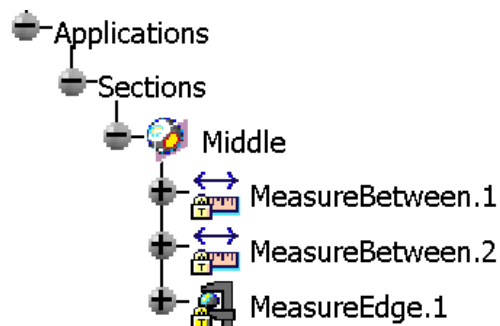 Applications
Sections
Middle
MeasureBetween.1
MeasureBetween.2
MeasureEdge.1